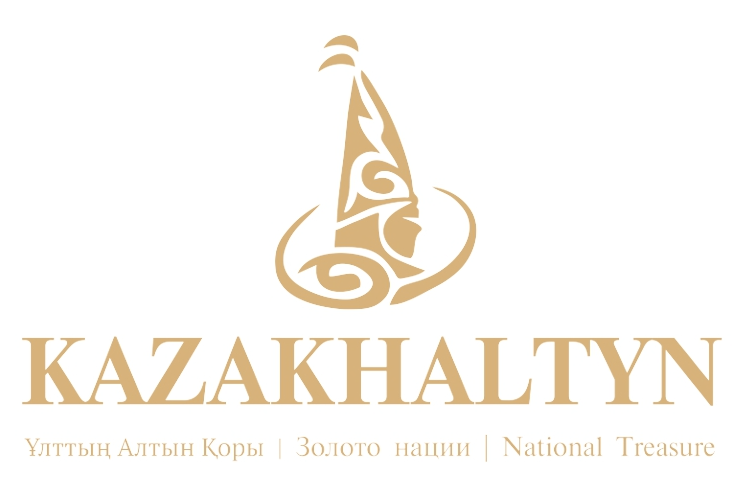 KAZAKHALTYN
Ұлттың Алтын Қоры | Золото нации | National Treasure